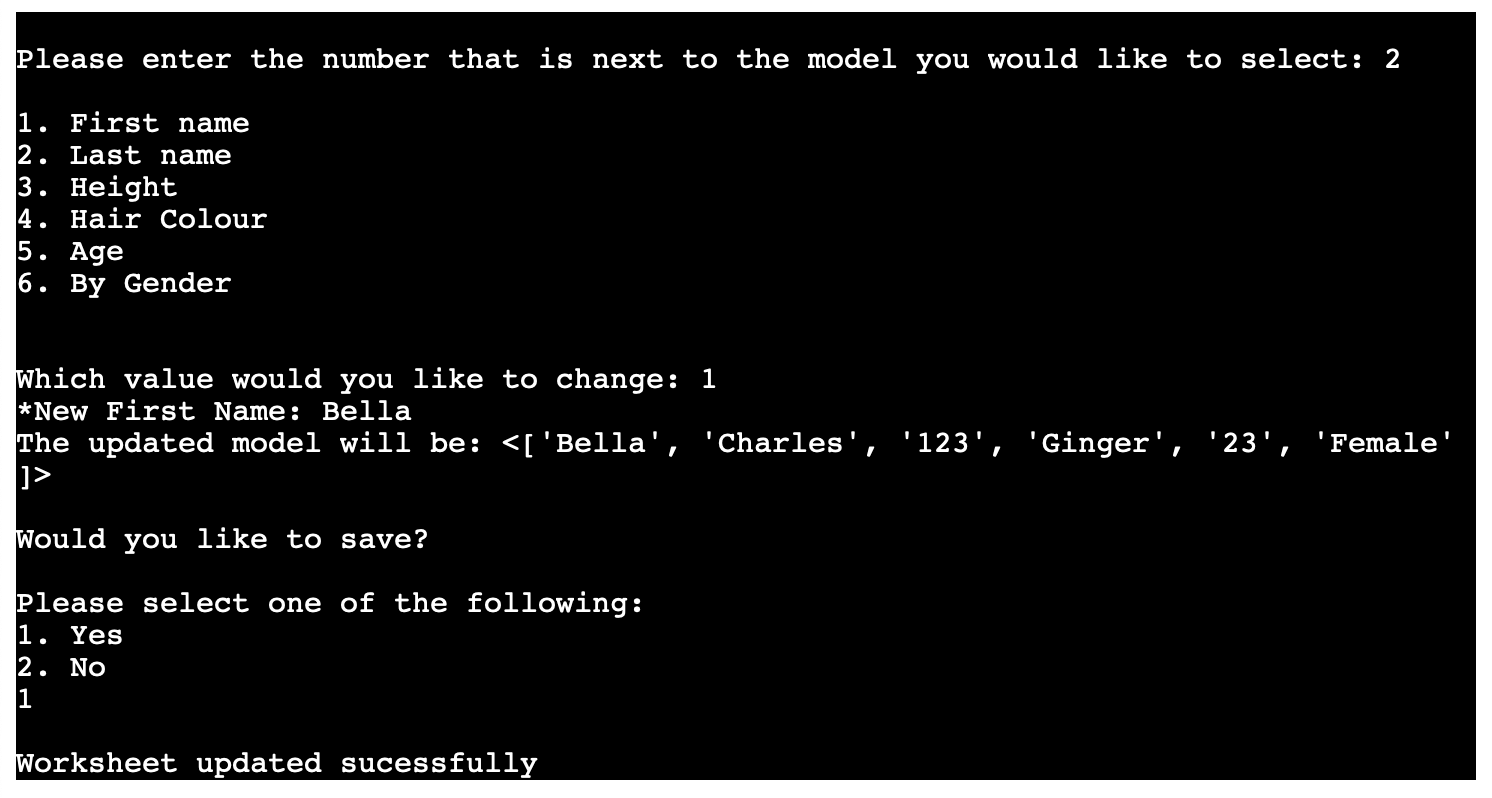 Please enter the number that is next to the model you would like to select: 2
1. First name
2. Last name
3. Height
4. Hair Colour
5. Age
6. By Gender
Which value would you like to change: 1
*New First Name: Bella
The updated model will be: <['Bella', 'Charles', '123', 'Ginger', '23', 'Female'
]>
Would you like to save?
Please select one of the following:
1. Yes
2. No
1
Worksheet updated sucessfully